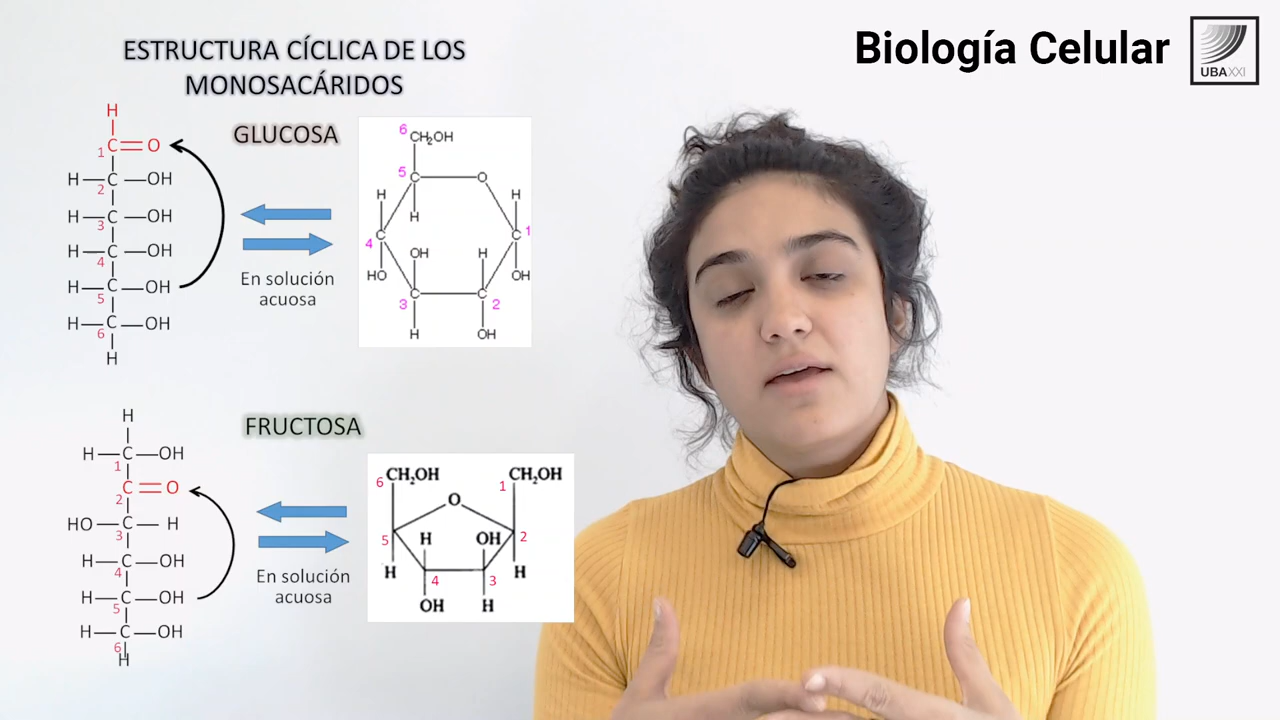 Biología Celular
UBAXXI
ESTRUCTURA CÍCLICA DE LOS
MONOSACÁRIDOS
GLUCOSA
H
1 C=O
H—C—OH
2
H—C—OH
3
H—C—OH
4
H—C—OH
5
H—C—OH
6
H
En solución
acuosa
6 CH₂OH
5 C O
H H
H
4 C C 1
OH H
HO OH
C C
3 2
H OH
FRUCTOSA
H
H—C—OH
1
C=O
2
HO—C—H
3
H—C—OH
4
H—C—OH
5
H—C—OH
6
H
En solución
acuosa
6 CH₂OH 1 CH₂OH
O
5 H OH 2
H 4 3 H
OH H